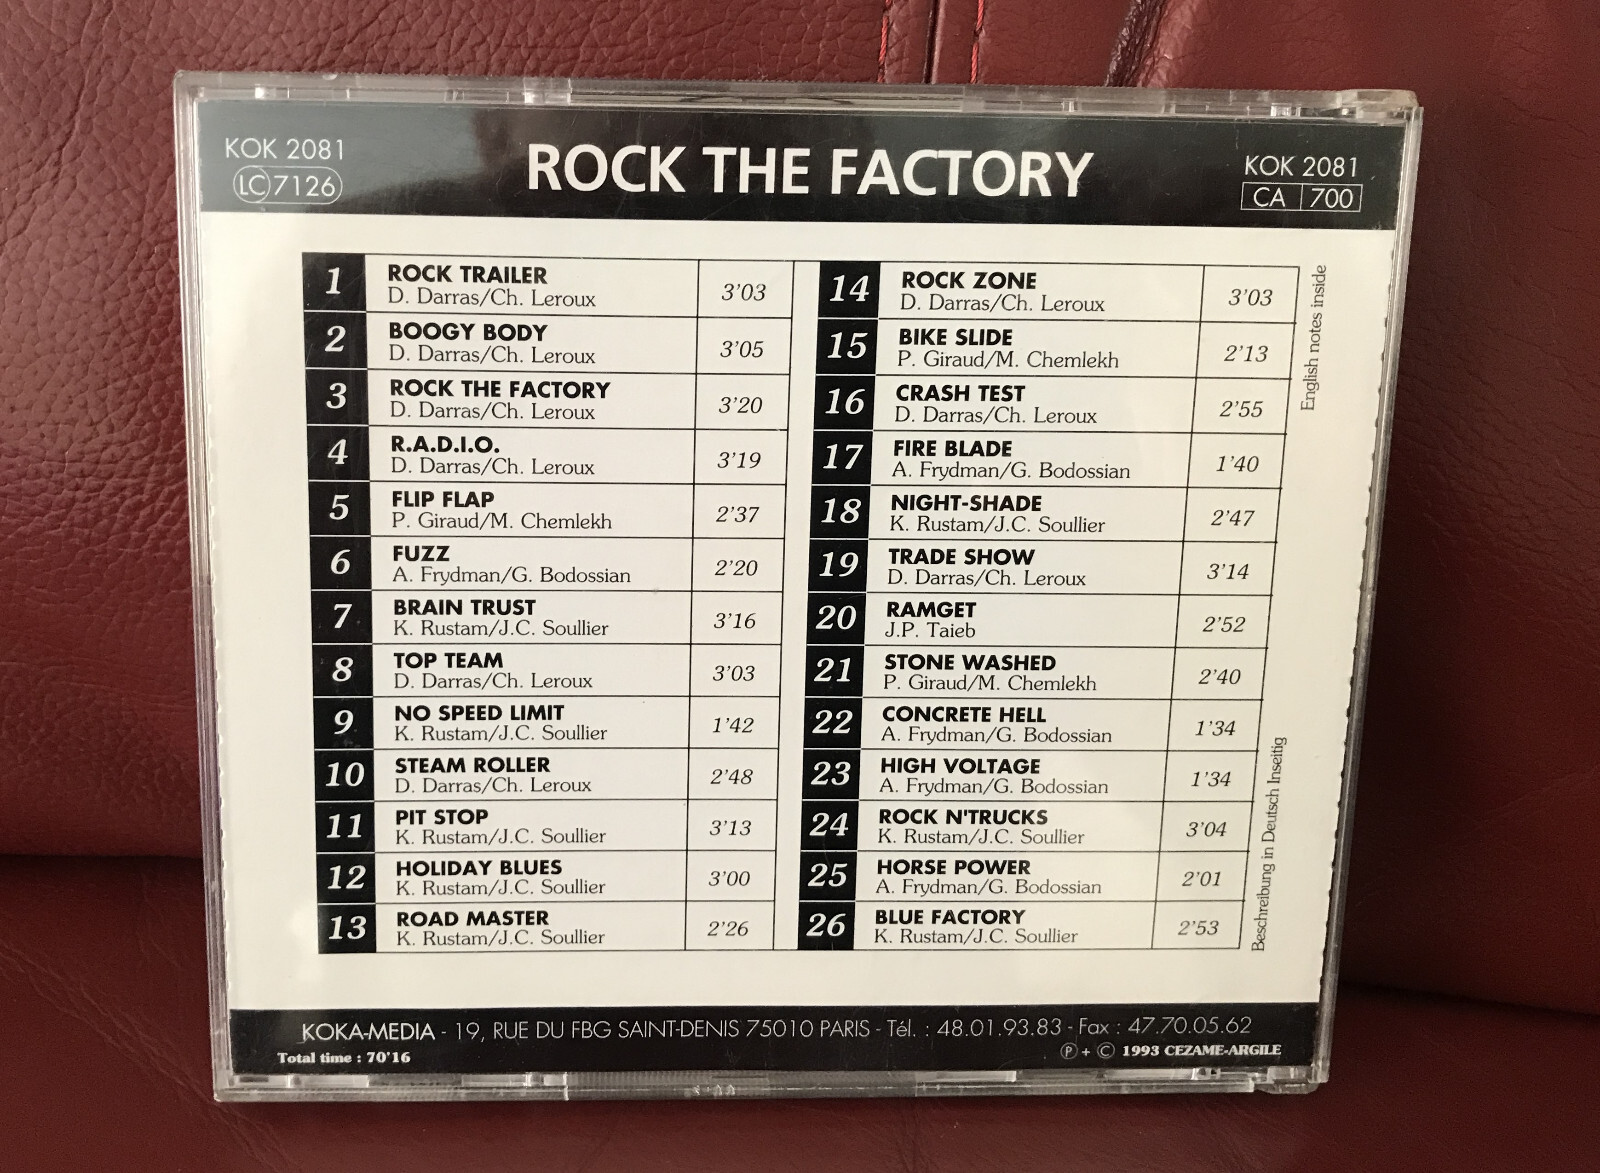 KOK 2081
LC 7126
ROCK THE FACTORY
KOK 2081
CA 700
1 ROCK TRAILER 3'03
D. Darras/Ch. Leroux
2 BOOGY BODY 3'05
D. Darras/Ch. Leroux
3 ROCK THE FACTORY 3'20
D. Darras/Ch. Leroux
4 R.A.D.I.O. 3'19
D. Darras/Ch. Leroux
5 FLIP FLAP 2'37
P. Giraud/M. Chemlekh
6 FUZZ 2'20
A. Frydman/G. Bodossian
7 BRAIN TRUST 3'16
K. Rustam/J.C. Soullier
8 TOP TEAM 3'03
D. Darras/Ch. Leroux
9 NO SPEED LIMIT 1'42
K. Rustam/J.C. Soullier
10 STEAM ROLLER 2'48
D. Darras/Ch. Leroux
11 PIT STOP 3'13
K. Rustam/J.C. Soullier
12 HOLIDAY BLUES 3'00
K. Rustam/J.C. Soullier
13 ROAD MASTER 2'26
K. Rustam/J.C. Soullier
14 ROCK ZONE 3'03
D. Darras/Ch. Leroux
15 BIKE SLIDE 2'13
P. Giraud/M. Chemlekh
16 CRASH TEST 2'55
D. Darras/Ch. Leroux
17 FIRE BLADE 1'40
A. Frydman/G. Bodossian
18 NIGHT-SHADE 2'47
K. Rustam/J.C. Soullier
19 TRADE SHOW 3'14
D. Darras/Ch. Leroux
20 RAMGET 2'52
J.P. Taieb
21 STONE WASHED 2'40
P. Giraud/M. Chemlekh
22 CONCRETE HELL 1'34
A. Frydman/G. Bodossian
23 HIGH VOLTAGE 1'34
A. Frydman/G. Bodossian
24 ROCK N'TRUCKS 3'04
K. Rustam/J.C. Soullier
25 HORSE POWER 2'01
A. Frydman/G. Bodossian
26 BLUE FACTORY 2'53
K. Rustam/J.C. Soullier
English notes inside
Beschreibung in Deutsch Inseitig
KOKA-MEDIA - 19, RUE DU FBG SAINT-DENIS 75010 PARIS - Tél. : 48.01.93.83 - Fax : 47.70.05.62
Total time : 70'16
Ⓟ + © 1993 CEZAME-ARGILE